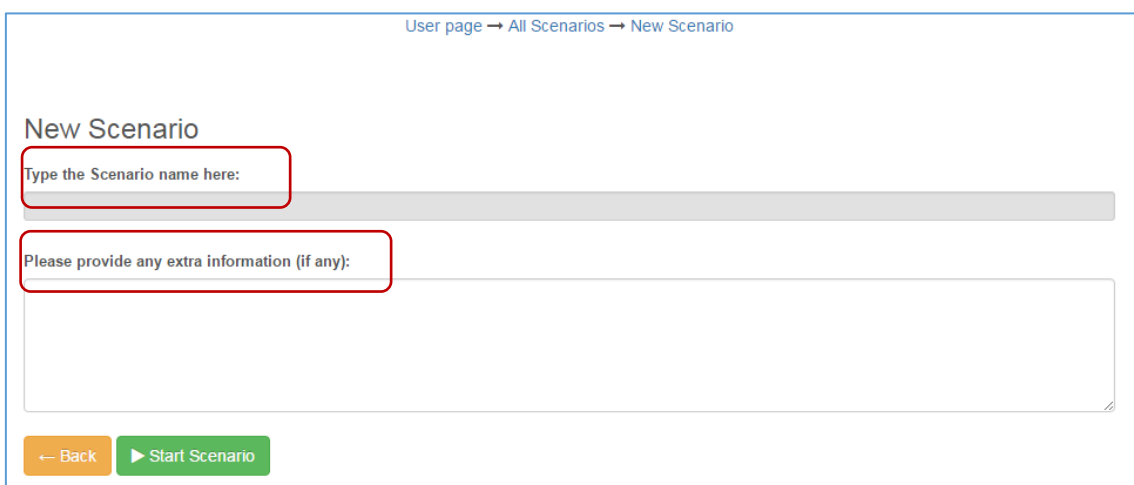 User page → All Scenarios → New Scenario
New Scenario
Type the Scenario name here:
Please provide any extra information (if any):
← Back
▶ Start Scenario